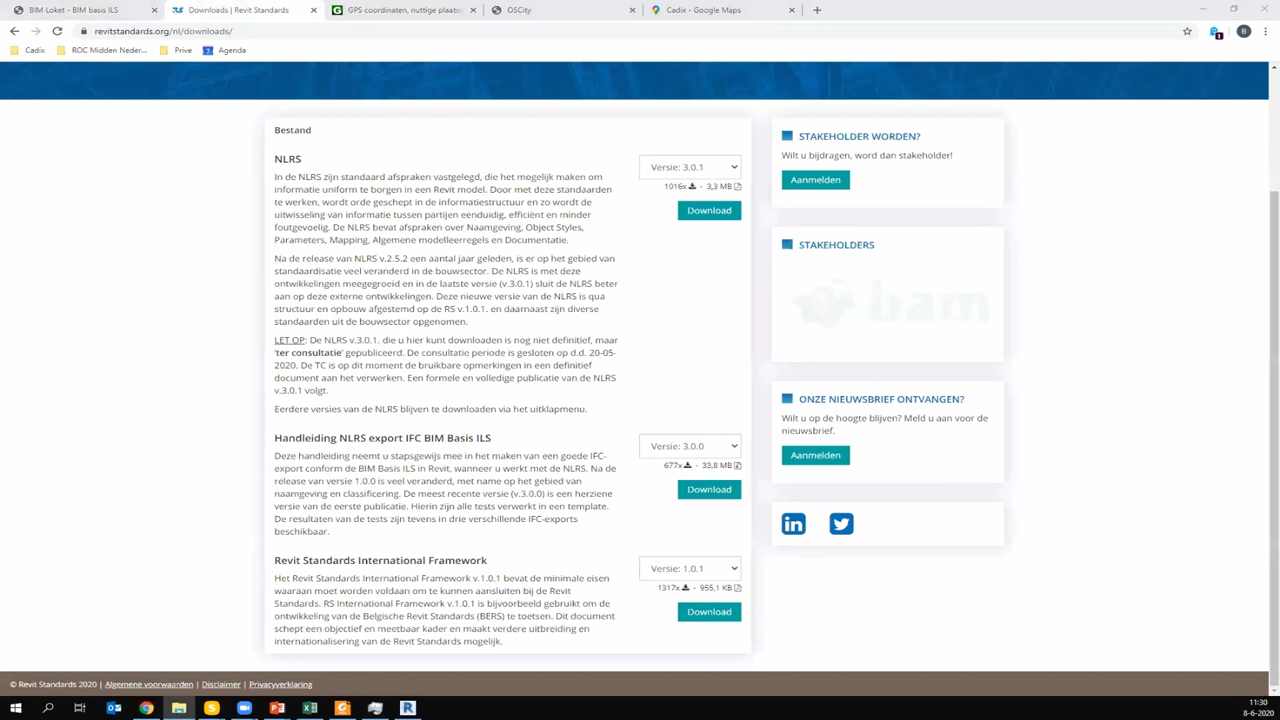 BIM Loket - BIM basis ILS
Downloads | Revit Standards
GPS coordinaten, nuttige plaats
OSCity
Cadix - Google Maps
revitstandards.org/nl/downloads/
1
B
Cadix
ROC Midden Neder...
Prive
Agenda
Bestand
NLRS
In de NLRS zijn standaard afspraken vastgelegd, die het mogelijk maken om
informatie uniform te borgen in een Revit model. Door met deze standaarden
te werken, wordt orde geschept in de informatiestructuur en zo wordt de
uitwisseling van informatie tussen partijen eenduidig, efficiënt en minder
foutgevoelig. De NLRS bevat afspraken over Naamgeving, Object Styles,
Parameters, Mapping, Algemene modelleerregels en Documentatie.
Na de release van NLRS v.2.5.2 een aantal jaar geleden, is er op het gebied van
standaardisatie veel veranderd in de bouwsector. De NLRS is met deze
ontwikkelingen meegegroeid en in de laatste versie (v.3.0.1) sluit de NLRS beter
aan op deze externe ontwikkelingen. Deze nieuwe versie van de NLRS is qua
structuur en opbouw afgestemd op de RS v.1.0.1. en daarnaast zijn diverse
standaarden uit de bouwsector opgenomen.
LET OP: De NLRS v.3.0.1. die u hier kunt downloaden is nog niet definitief, maar
'ter consultatie' gepubliceerd. De consultatie periode is gesloten op d.d. 20-05-
2020. De TC is op dit moment de bruikbare opmerkingen in een definitief
document aan het verwerken. Een formele en volledige publicatie van de NLRS
v.3.0.1 volgt.
Eerdere versies van de NLRS blijven te downloaden via het uitklapmenu.
Versie: 3.0.1
1016x - 3,3 MB
Download
Handleiding NLRS export IFC BIM Basis ILS
Deze handleiding neemt u stapsgewijs mee in het maken van een goede IFC-
export conform de BIM Basis ILS in Revit, wanneer u werkt met de NLRS. Na de
release van versie 1.0.0 is veel veranderd, met name op het gebied van
naamgeving en classificering. De meest recente versie (v.3.0.0) is een herziene
versie van de eerste publicatie. Hierin zijn alle tests verwerkt in een template.
De resultaten van de tests zijn tevens in drie verschillende IFC-exports
beschikbaar.
Versie: 3.0.0
677x - 33,8 MB
Download
Revit Standards International Framework
Het Revit Standards International Framework v.1.0.1 bevat de minimale eisen
waaraan moet worden voldaan om te kunnen aansluiten bij de Revit
Standards. RS International Framework v.1.0.1 is bijvoorbeeld gebruikt om de
ontwikkeling van de Belgische Revit Standards (BERS) te toetsen. Dit document
schept een objectief en meetbaar kader en maakt verdere uitbreiding en
internationalisering van de Revit Standards mogelijk.
Versie: 1.0.1
1317x - 955,1 KB
Download
STAKEHOLDER WORDEN?
Wilt u bijdragen, word dan stakeholder!
Aanmelden
STAKEHOLDERS
bam
ONZE NIEUWSBRIEF ONTVANGEN?
Wilt u op de hoogte blijven? Meld u aan voor de
nieuwsbrief.
Aanmelden
in
© Revit Standards 2020 | Algemene voorwaarden | Disclaimer | Privacyverklaring
11:30
8-6-2020